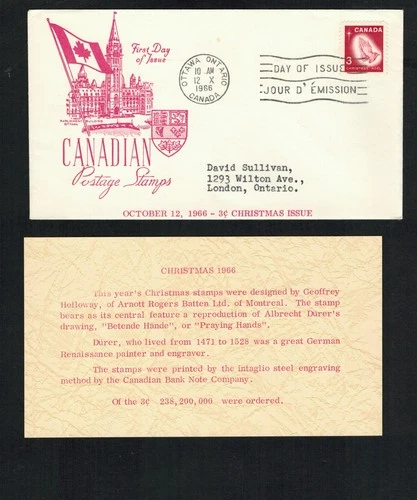 First Day
of Issue
OTTAWA ONTARIO
10 AM
12 X
1966
CANADA
CANADA
3
DAY OF ISSUE
JOUR D'ÉMISSION
CANADIAN
Postage Stamps
David Sullivan,
1293 Wilton Ave.,
London, Ontario.
OCTOBER 12, 1966 - 3¢ CHRISTMAS ISSUE
CHRISTMAS 1966
This year's Christmas stamps were designed by Geoffrey
Holloway, of Arnott Rogers Batten Ltd. of Montreal. The stamp
bears as its central feature a reproduction of Albrecht Dürer's
drawing, "Betende Hande", or "Praying Hands".
Dürer, who lived from 1471 to 1528 was a great German
Renaissance painter and engraver.
The stamps were printed by the intaglio steel engraving
method by the Canadian Bank Note Company.
Of the 3¢ 238,200,000 were ordered.